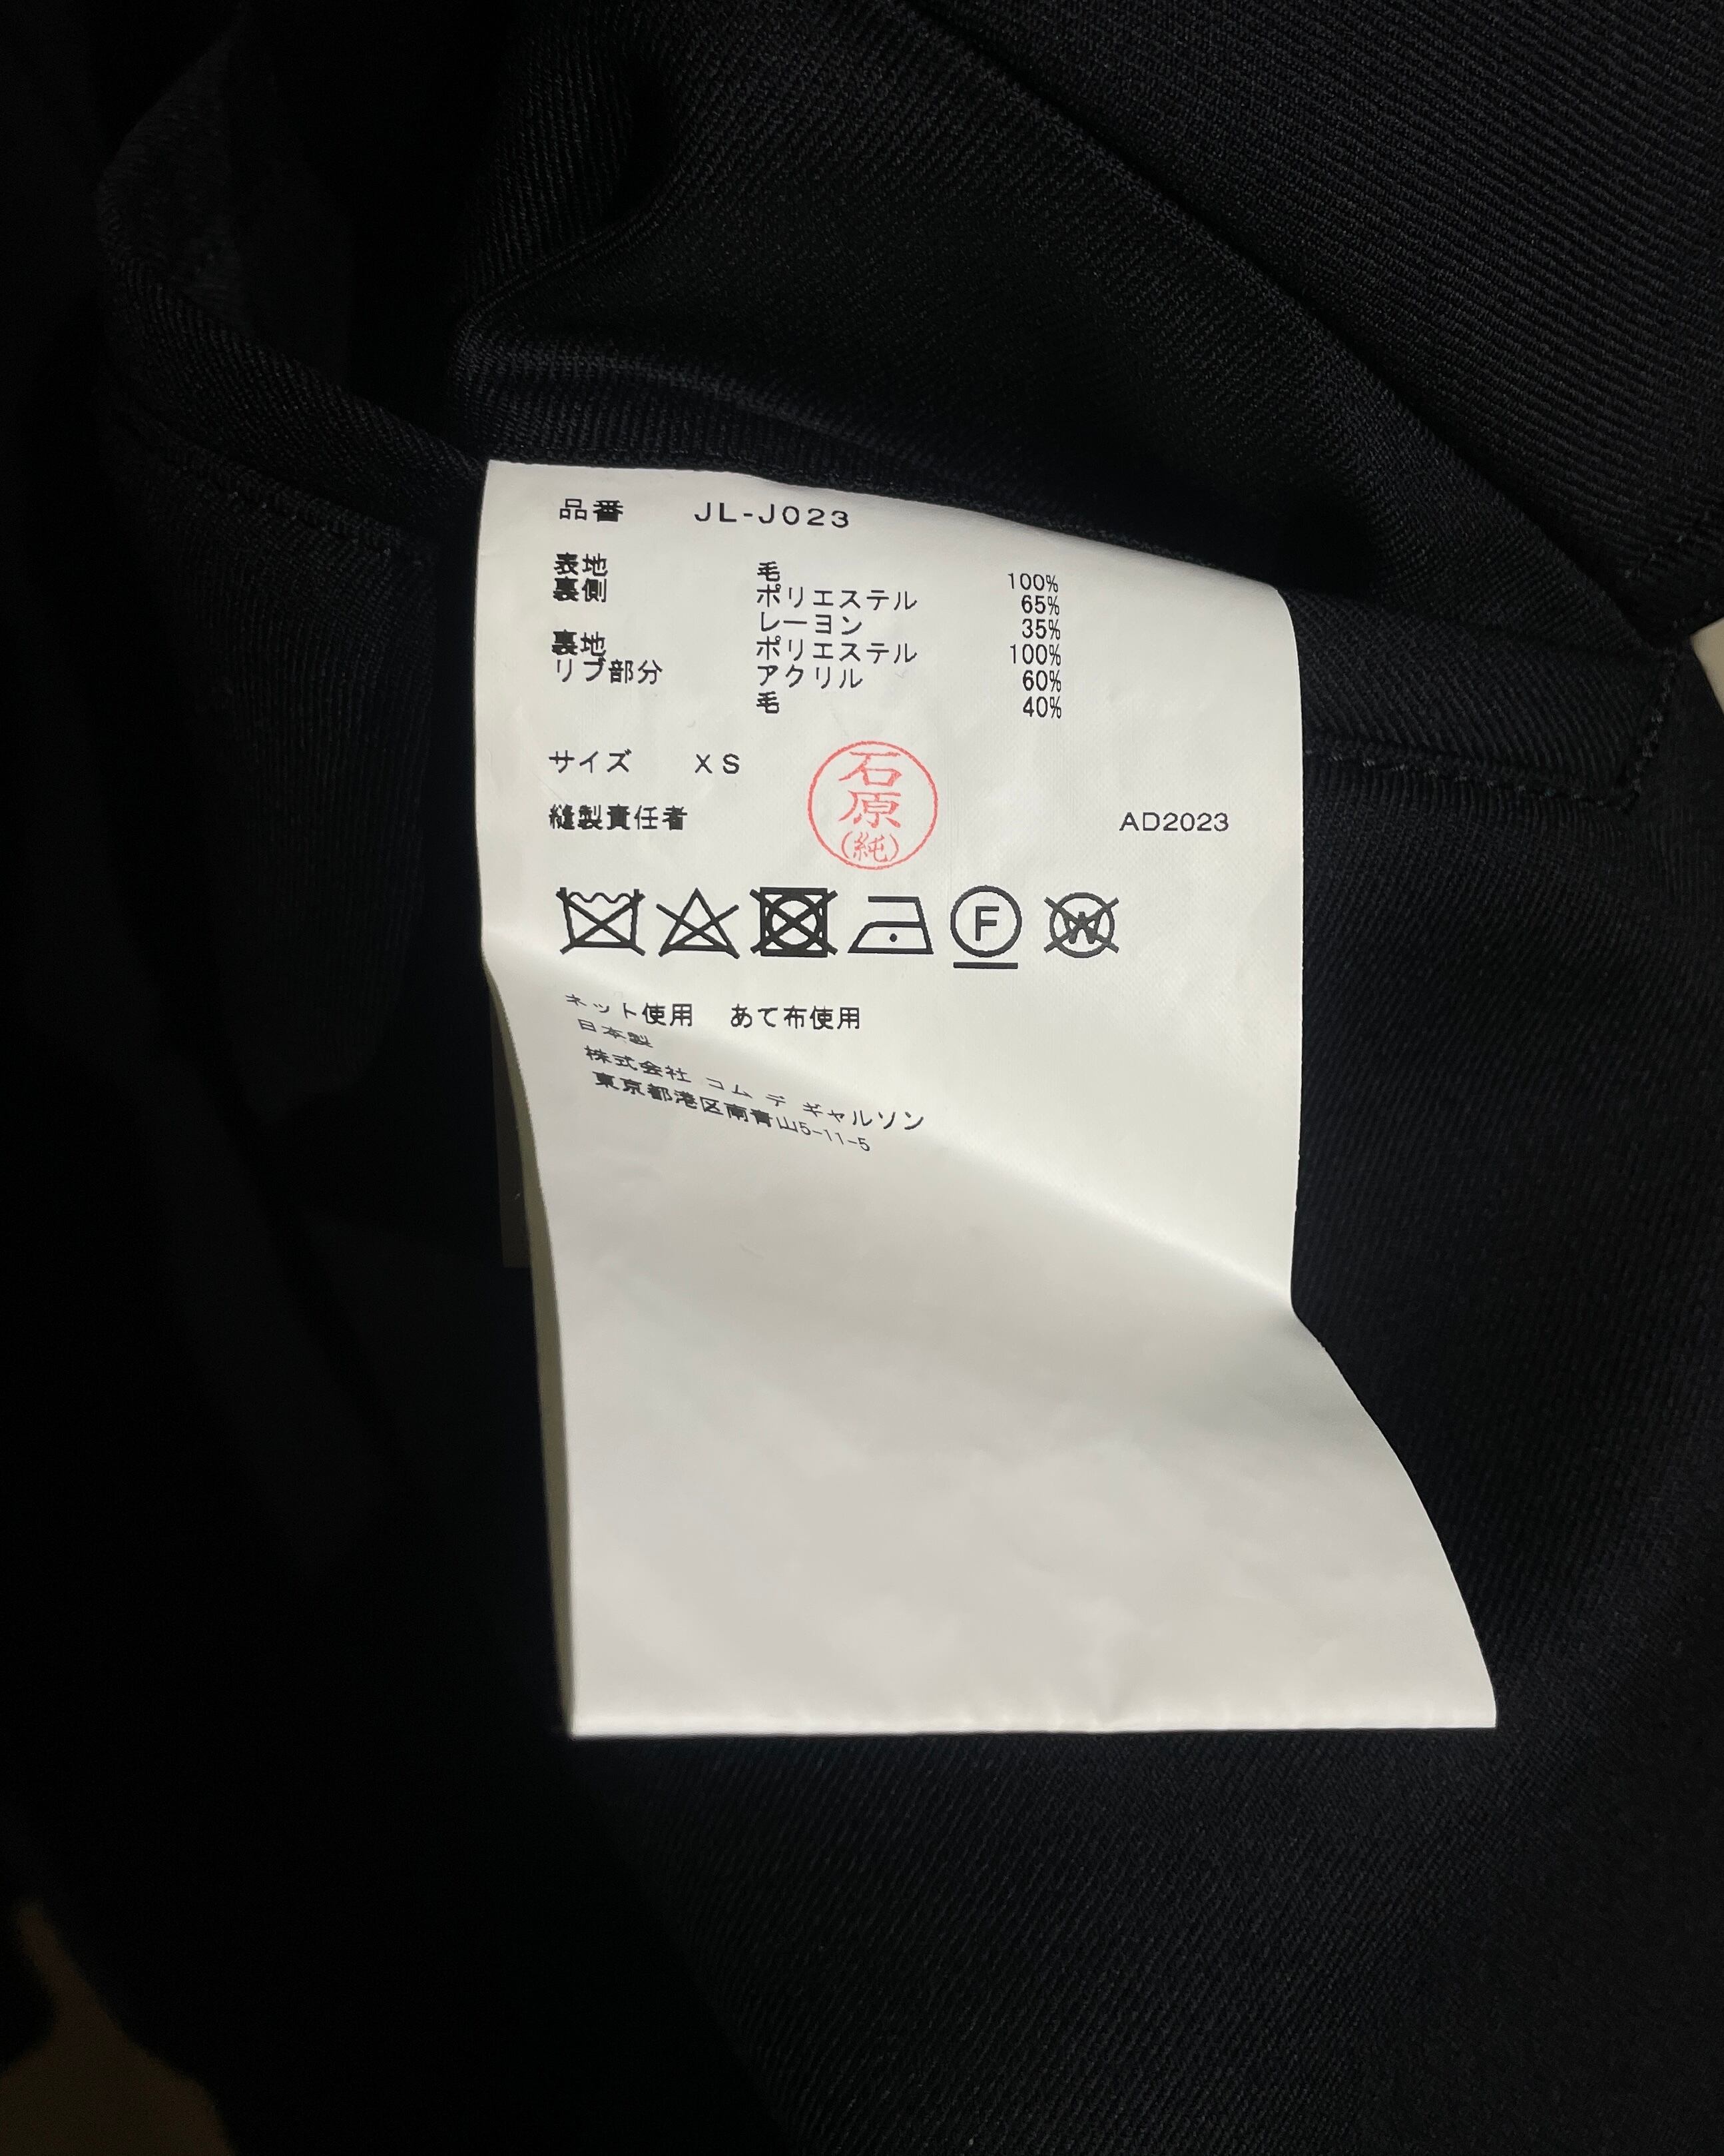 品番 JL-J023
表地 毛 100%
裏側 ポリエステル 65%
レーヨン 35%
裏地 ポリエステル 100%
リブ部分 アクリル 60%
毛 40%
サイズ XS
石原(純)
縫製責任者 AD2023
F W
ネット使用 あて布使用
日本製
株式会社 コム デ ギャルソン
東京都港区南青山5-11-5